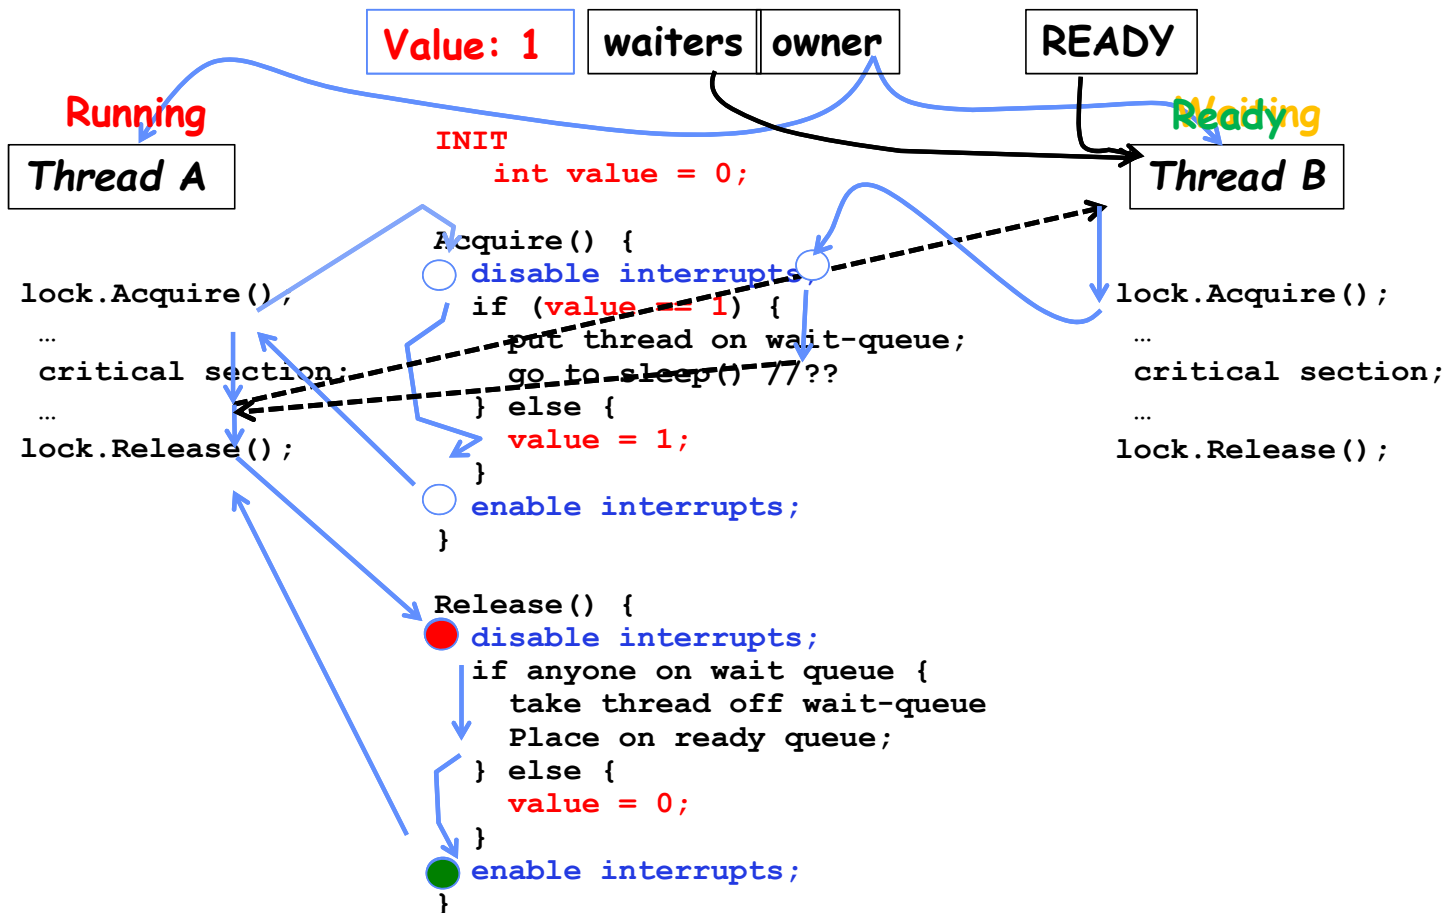 Value: 1
waiters
owner
READY
Running
Waiting
Ready
Thread A
Thread B
INIT
int value = 0;
Acquire() {
disable interrupts;
if (value == 1) {
put thread on wait-queue;
go to sleep() //??
} else {
value = 1;
}
enable interrupts;
}
lock.Acquire();
…
critical section;
…
lock.Release();
lock.Acquire();
…
critical section;
…
lock.Release();
Release() {
disable interrupts;
if anyone on wait queue {
take thread off wait-queue
Place on ready queue;
} else {
value = 0;
}
enable interrupts;
}